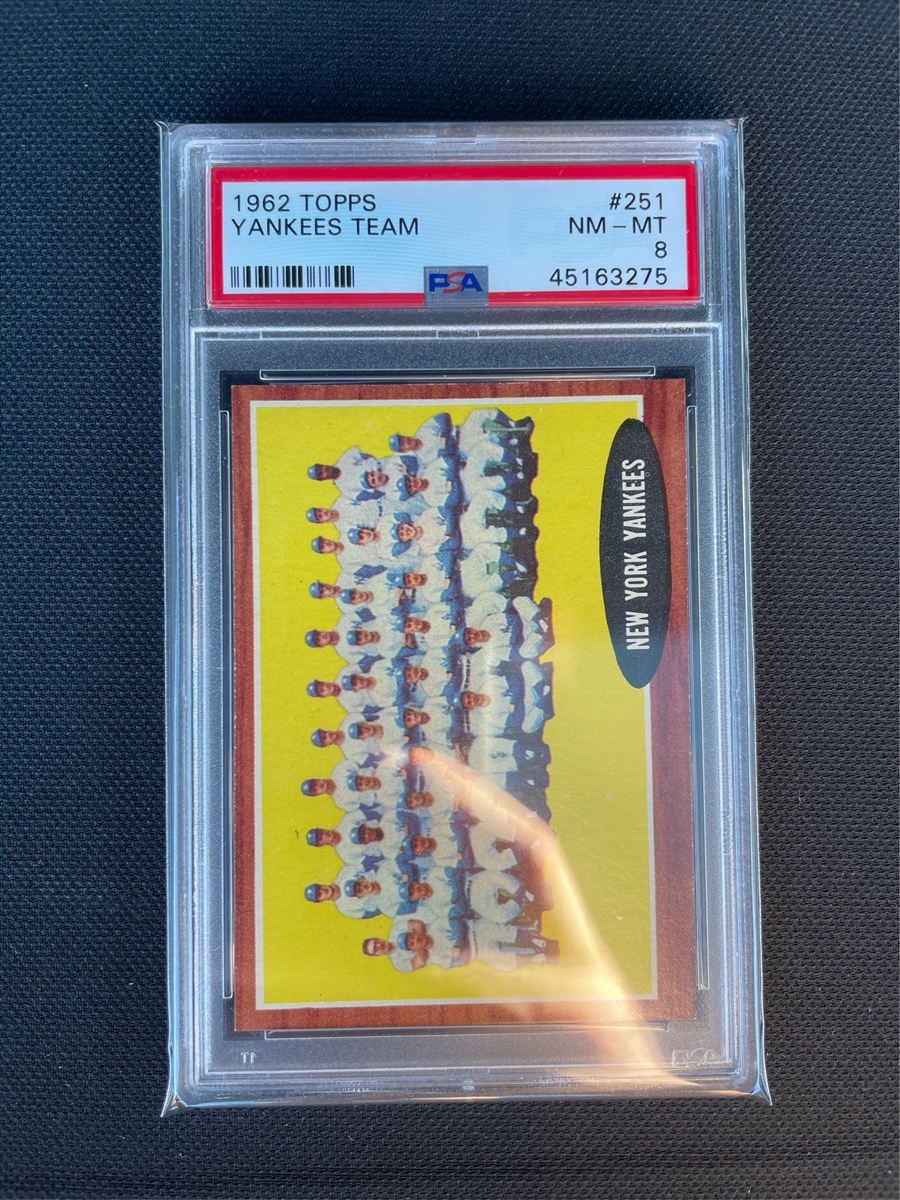 1962 TOPPS
YANKEES TEAM
#251
NM – MT
8
45163275
PSA
NEW YORK YANKEES